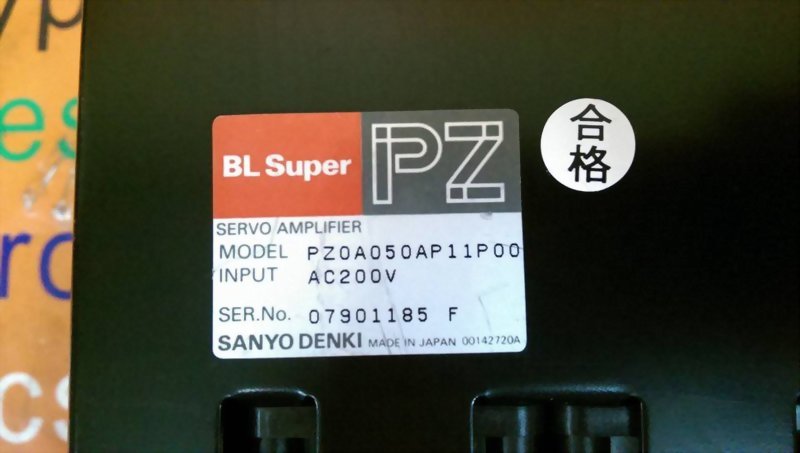 BL Super PZ
合格
SERVO AMPLIFIER
MODEL PZ0A050AP11P00
INPUT AC200V
SER.No. 07901185 F
SANYO DENKI MADE IN JAPAN 00142720A